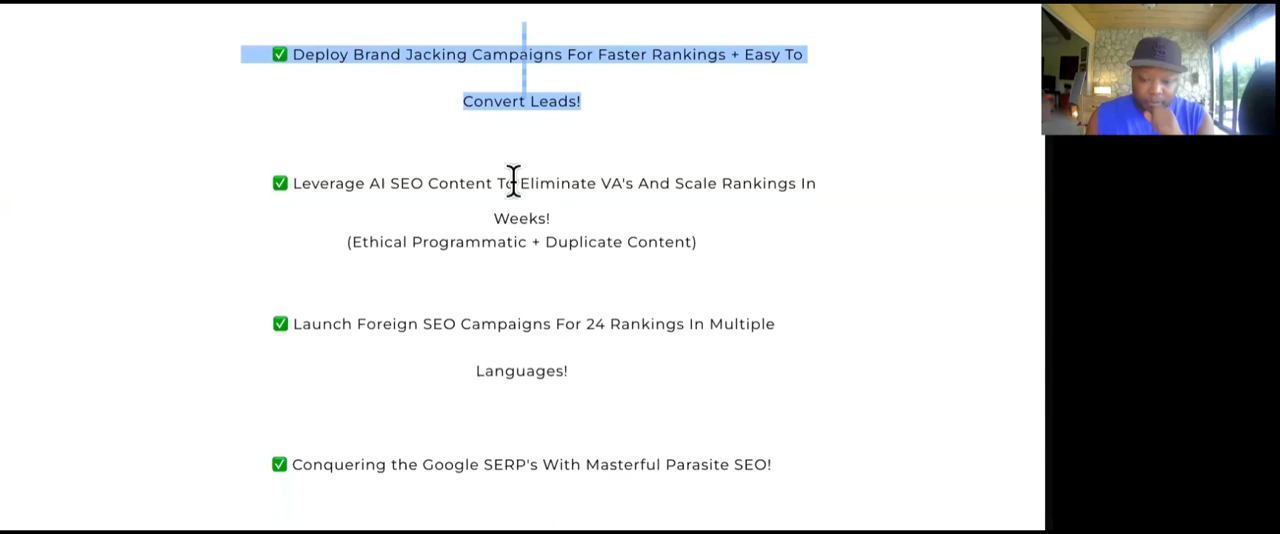 ✅ Deploy Brand Jacking Campaigns For Faster Rankings + Easy To
Convert Leads!
✅ Leverage AI SEO Content To Eliminate VA's And Scale Rankings In
Weeks!
(Ethical Programmatic + Duplicate Content)
✅ Launch Foreign SEO Campaigns For 24 Rankings In Multiple
Languages!
✅ Conquering the Google SERP's With Masterful Parasite SEO!